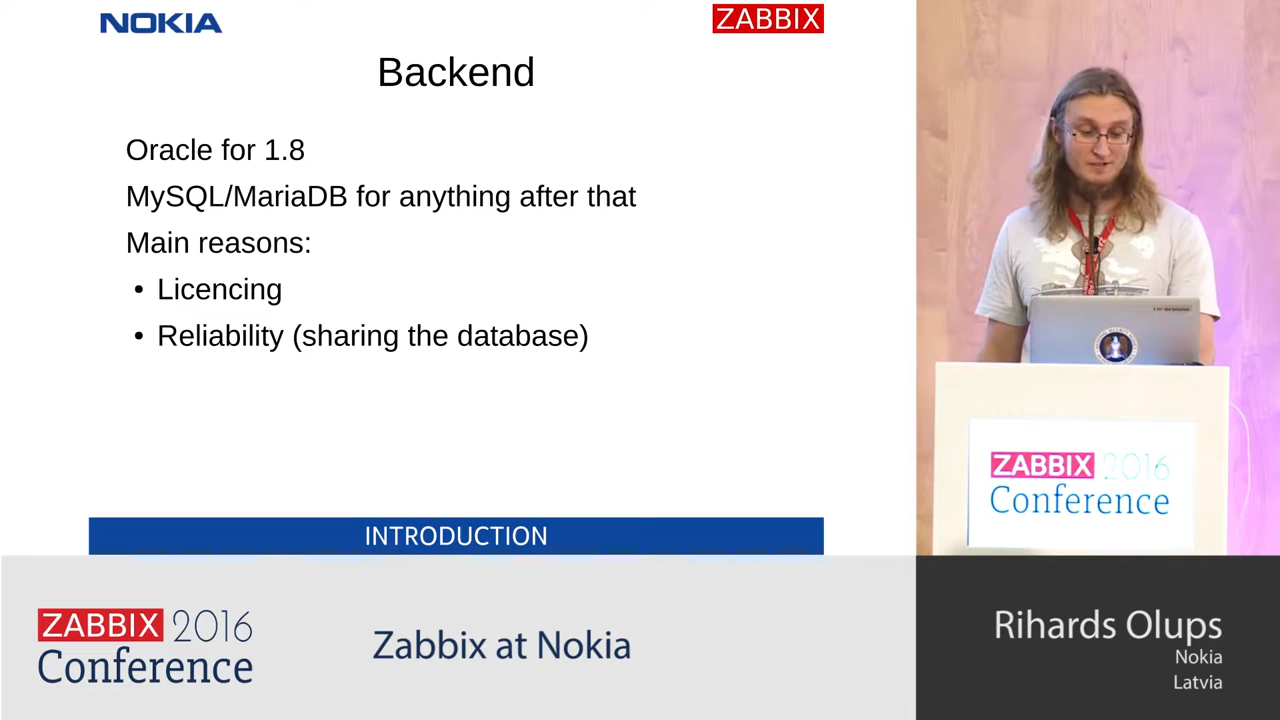 NOKIA
ZABBIX
Backend
Oracle for 1.8
MySQL/MariaDB for anything after that
Main reasons:
• Licencing
• Reliability (sharing the database)
INTRODUCTION
ZABBIX 2016
Conference
ZABBIX 2016
Conference
Zabbix at Nokia
Rihards Olups
Nokia
Latvia